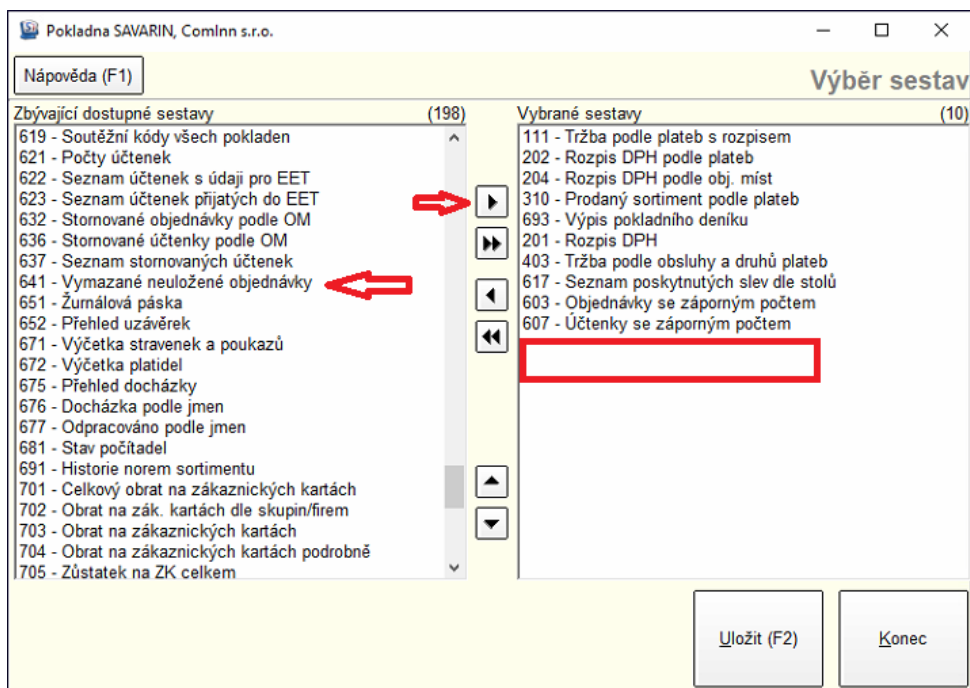 Pokladna SAVARIN, ComInn s.r.o.
Nápověda (F1)
Výběr sestav
Zbývající dostupné sestavy (198)
619 - Soutěžní kódy všech pokladen
621 - Počty účtenek
622 - Seznam účtenek s údaji pro EET
623 - Seznam účtenek přijatých do EET
632 - Stornované objednávky podle OM
636 - Stornované účtenky podle OM
637 - Seznam stornovaných účtenek
641 - Vymazané neuložené objednávky
651 - Žurnálová páska
652 - Přehled uzávěrek
671 - Výčetka stravenek a poukazů
672 - Výčetka platidel
675 - Přehled docházky
676 - Docházka podle jmen
677 - Odpracováno podle jmen
681 - Stav počítadel
691 - Historie norem sortimentu
701 - Celkový obrat na zákaznických kartách
702 - Obrat na zák. kartách dle skupin/firem
703 - Obrat na zákaznických kartách
704 - Obrat na zákaznických kartách podrobně
705 - Zůstatek na ZK celkem
Vybrané sestavy (10)
111 - Tržba podle plateb s rozpisem
202 - Rozpis DPH podle plateb
204 - Rozpis DPH podle obj. míst
310 - Prodaný sortiment podle plateb
693 - Výpis pokladního deníku
201 - Rozpis DPH
403 - Tržba podle obsluhy a druhů plateb
617 - Seznam poskytnutých slev dle stolů
603 - Objednávky se záporným počtem
607 - Účtenky se záporným počtem
Uložit (F2)
Konec